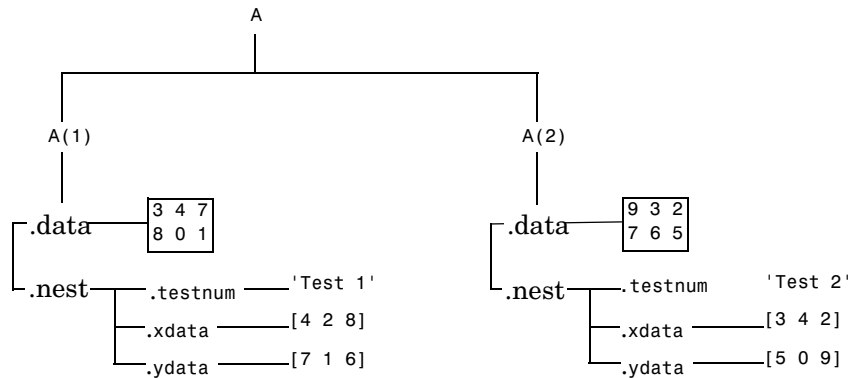 A
A(1) A(2)
.data 3 4 7 .data 9 3 2
8 0 1 7 6 5
.nest .testnum 'Test 1' .nest .testnum 'Test 2'
.xdata [4 2 8] .xdata [3 4 2]
.ydata [7 1 6] .ydata [5 0 9]